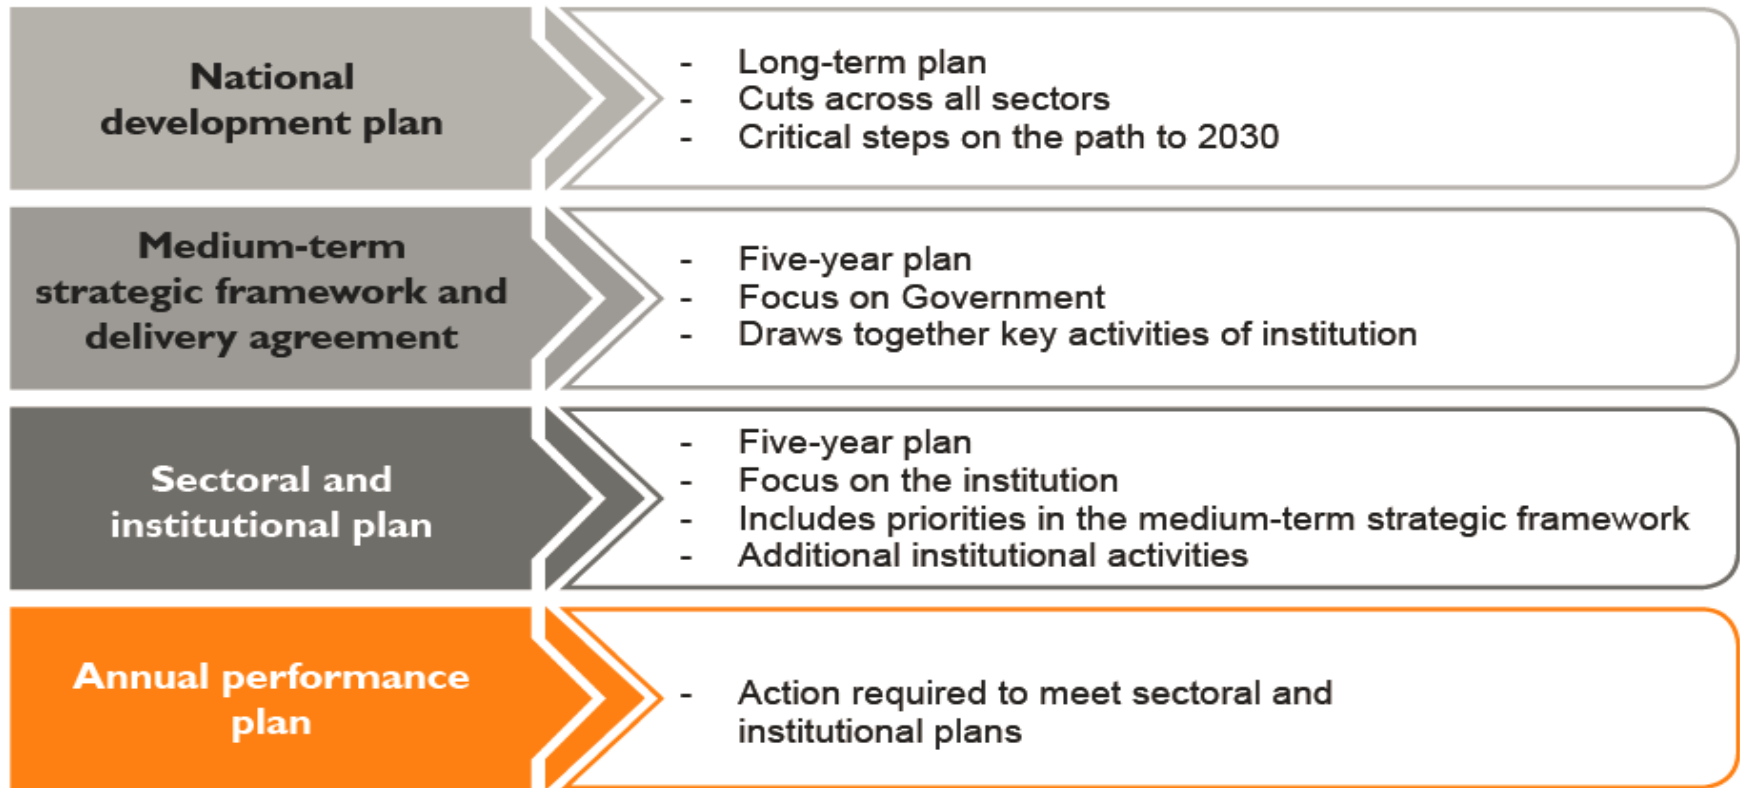 National
development plan
- Long-term plan
- Cuts across all sectors
- Critical steps on the path to 2030
Medium-term
strategic framework and
delivery agreement
- Five-year plan
- Focus on Government
- Draws together key activities of institution
Sectoral and
institutional plan
- Five-year plan
- Focus on the institution
- Includes priorities in the medium-term strategic framework
- Additional institutional activities
Annual performance
plan
- Action required to meet sectoral and
institutional plans